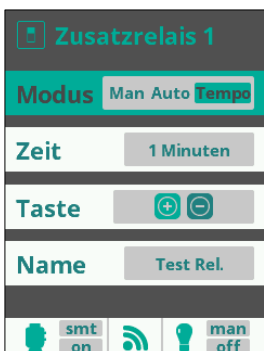 Zusatzrelais 1
Modus Man Auto Tempo
Zeit 1 Minuten
Taste
Name Test Rel.
smt man
on off